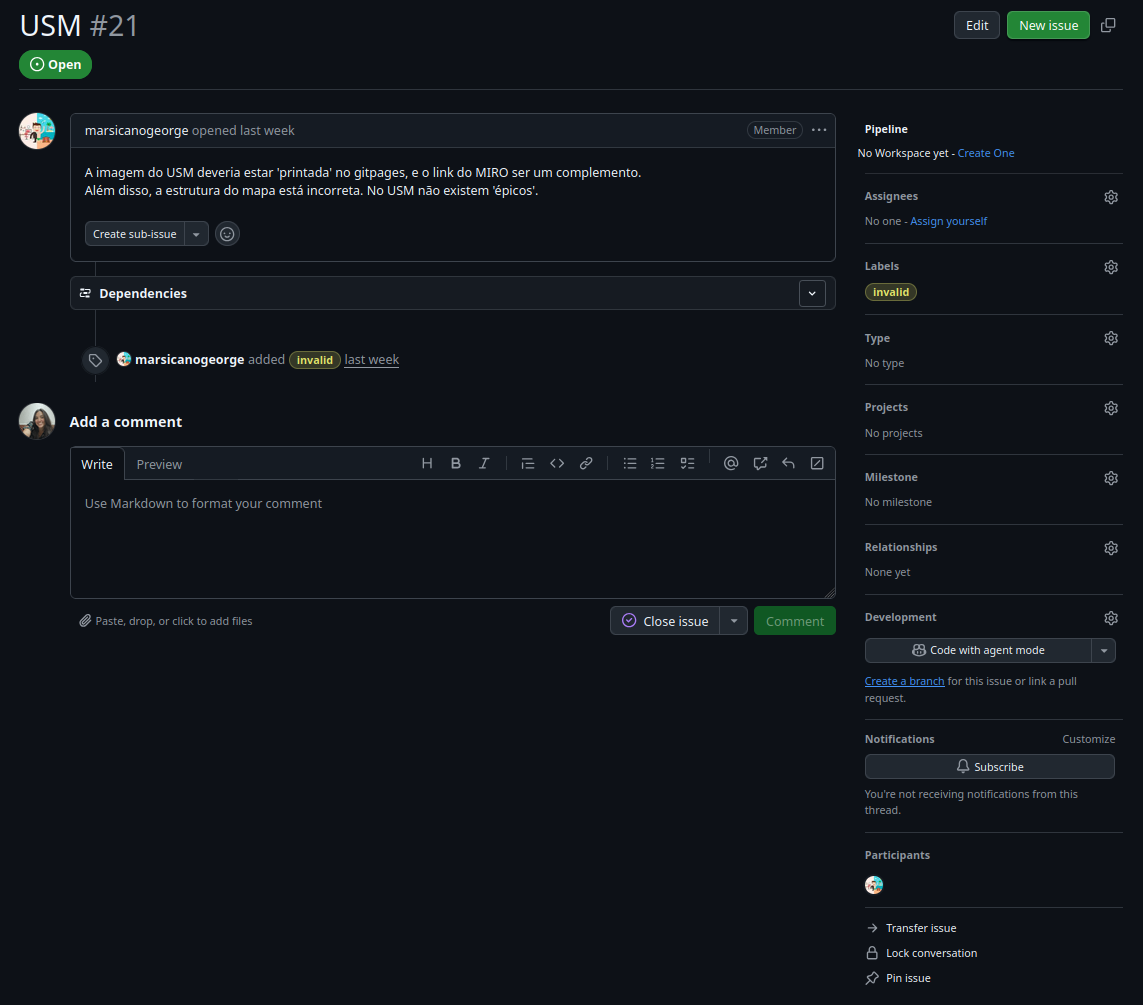 USM #21
Edit
New issue
Open
marsicanogeorge opened last week
Member
A imagem do USM deveria estar 'printada' no gitpages, e o link do MIRO ser um complemento.
Além disso, a estrutura do mapa está incorreta. No USM não existem 'épicos'.
Create sub-issue
Dependencies
marsicanogeorge added invalid last week
Add a comment
Write
Preview
Use Markdown to format your comment
Paste, drop, or click to add files
Close issue
Comment
Pipeline
No Workspace yet - Create One
Assignees
No one - Assign yourself
Labels
invalid
Type
No type
Projects
No projects
Milestone
No milestone
Relationships
None yet
Development
Code with agent mode
Create a branch for this issue or link a pull
request.
Notifications
Customize
Subscribe
You're not receiving notifications from this
thread.
Participants
Transfer issue
Lock conversation
Pin issue